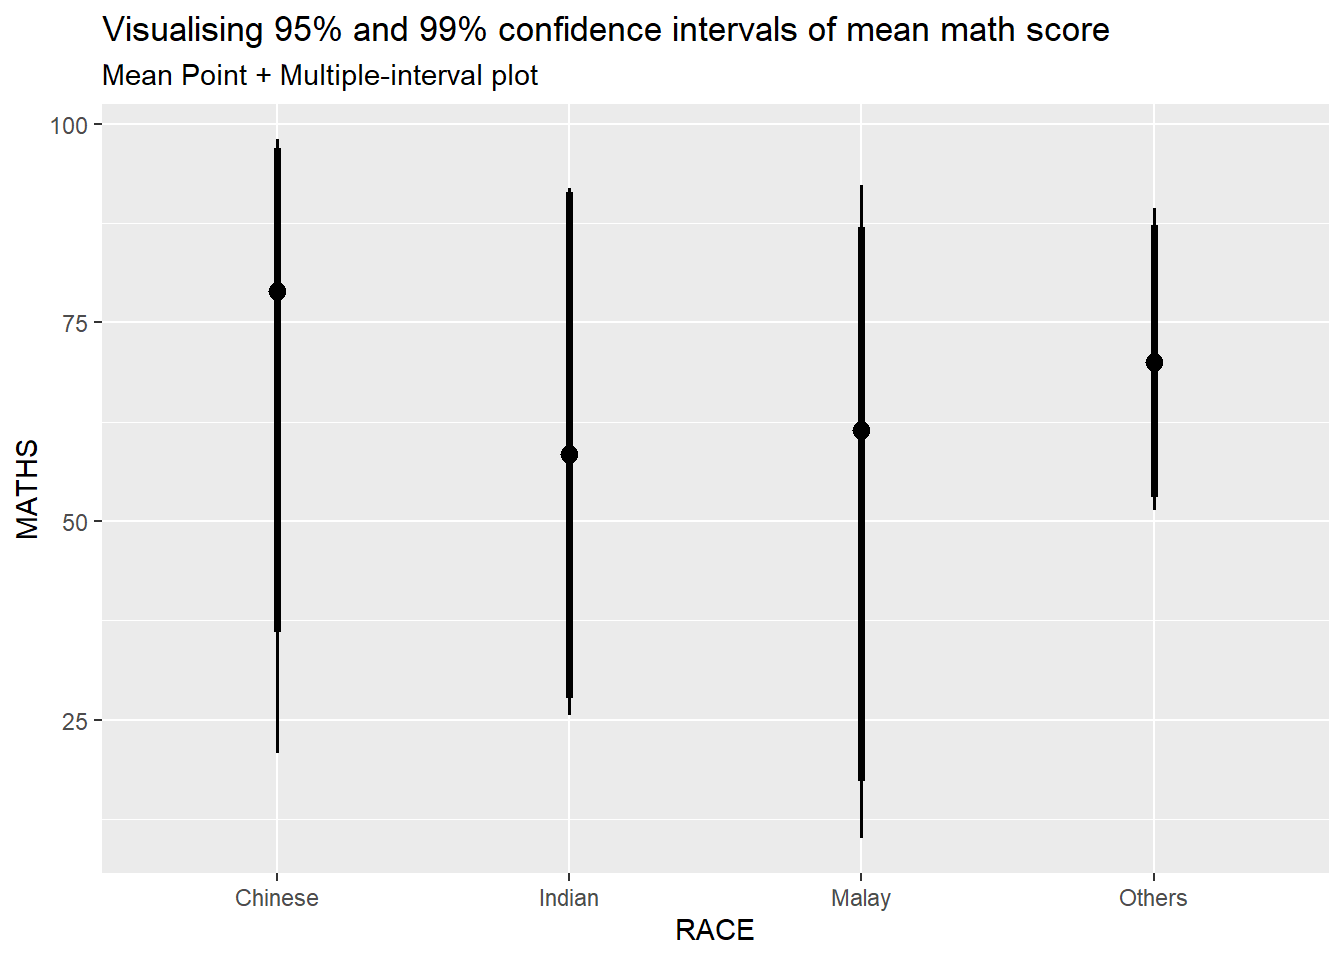 Visualising 95% and 99% confidence intervals of mean math score
Mean Point + Multiple-interval plot
100
75
50
25
MATHS
Chinese Indian Malay Others
RACE